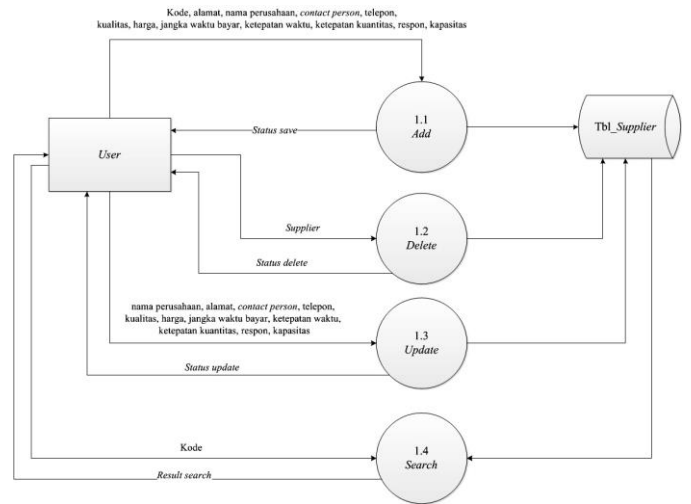 Kode, alamat, nama perusahaan, contact person, telepon,
kualitas, harga, jangka waktu bayar, ketepatan waktu, ketepatan kuantitas, respon, kapasitas
1.1
Add
Status save
Tbl_Supplier
User
1.2
Delete
Supplier
Status delete
nama perusahaan, alamat, contact person, telepon,
kualitas, harga, jangka waktu bayar, ketepatan waktu,
ketepatan kuantitas, respon, kapasitas
1.3
Update
Status update
1.4
Search
Kode
Result search